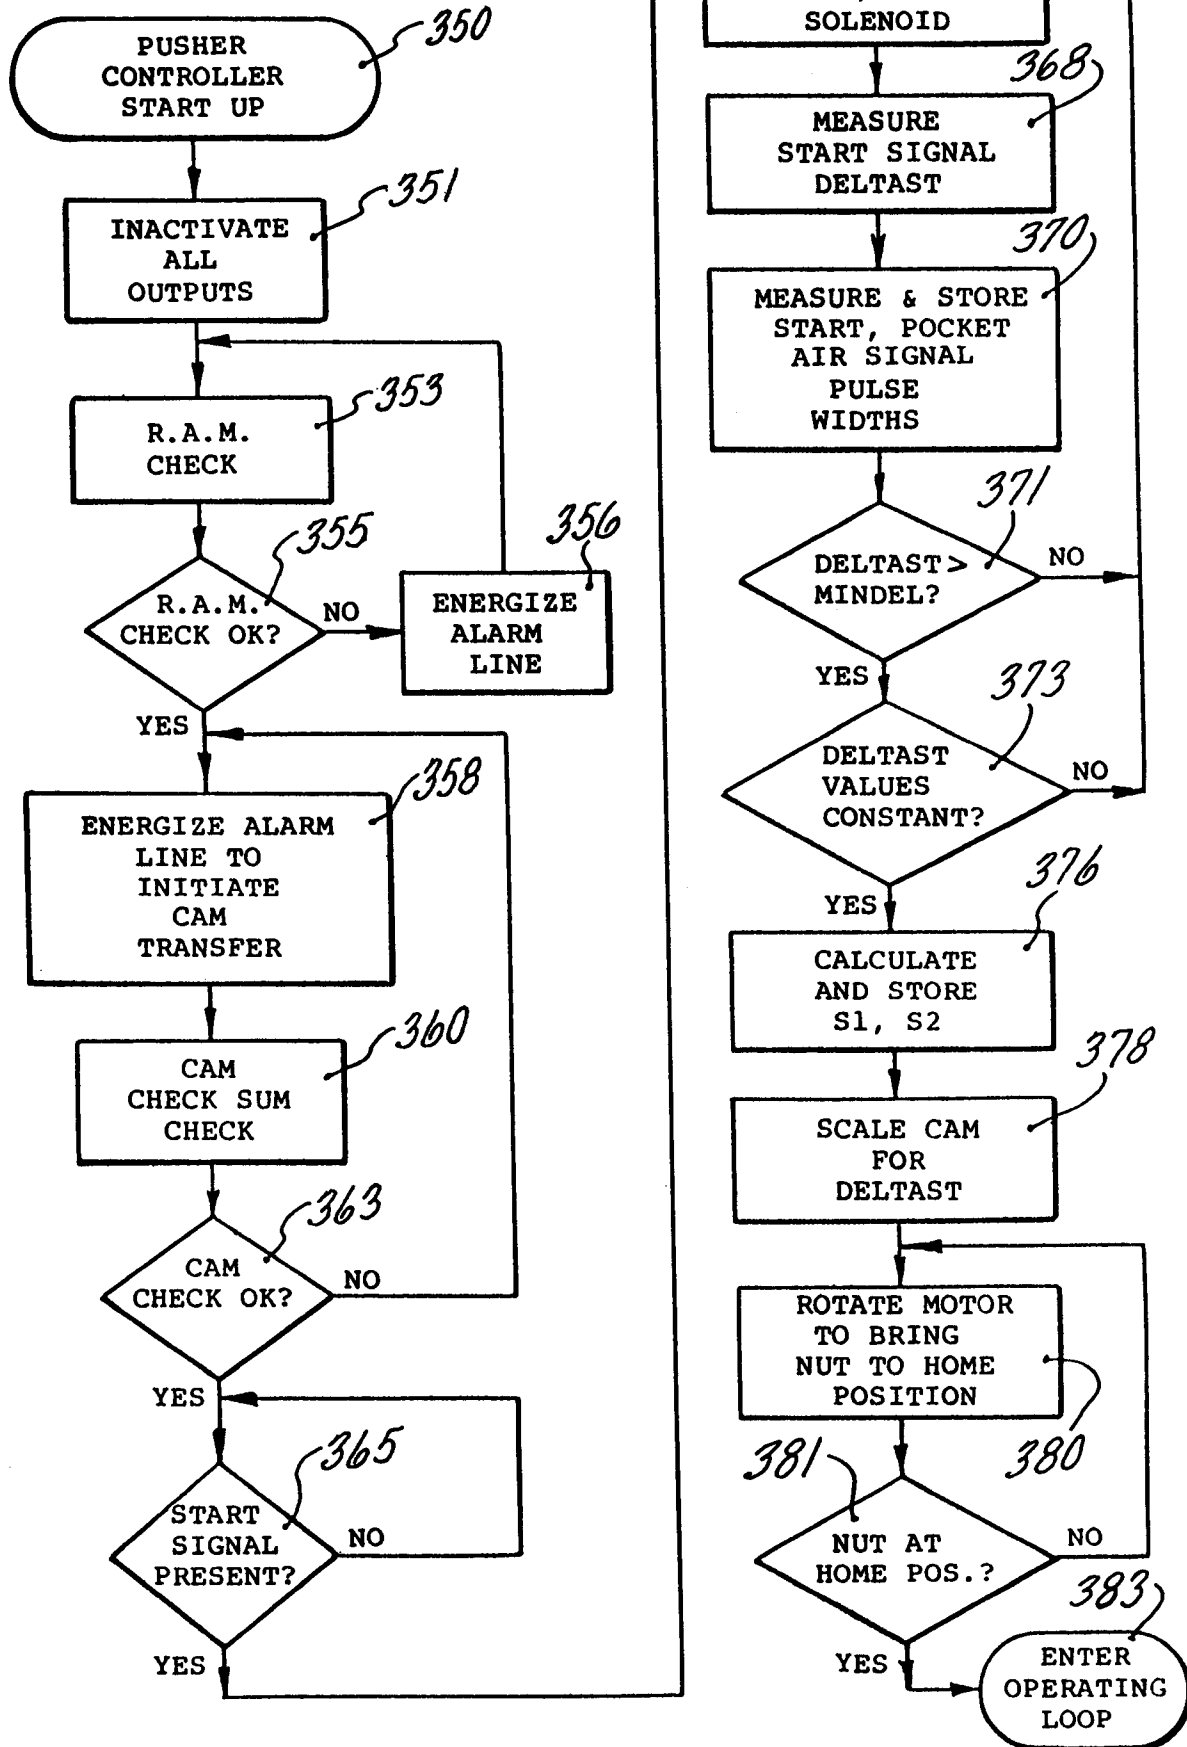 350
PUSHER
CONTROLLER
START UP
351
INACTIVATE
ALL
OUTPUTS
353
R.A.M.
CHECK
355
R.A.M.
CHECK OK?
NO
356
ENERGIZE
ALARM
LINE
YES
358
ENERGIZE ALARM
LINE TO
INITIATE
CAM
TRANSFER
360
CAM
CHECK SUM
CHECK
363
CAM
CHECK OK?
NO
YES
365
START
SIGNAL
PRESENT?
NO
YES
SOLENOID
368
MEASURE
START SIGNAL
DELTAST
370
MEASURE & STORE
START, POCKET
AIR SIGNAL
PULSE
WIDTHS
371
DELTAST>
MINDEL?
NO
YES
373
DELTAST
VALUES
CONSTANT?
NO
YES
376
CALCULATE
AND STORE
S1, S2
378
SCALE CAM
FOR
DELTAST
ROTATE MOTOR
TO BRING
NUT TO HOME
POSITION
380
381
NUT AT
HOME POS.?
NO
YES
383
ENTER
OPERATING
LOOP